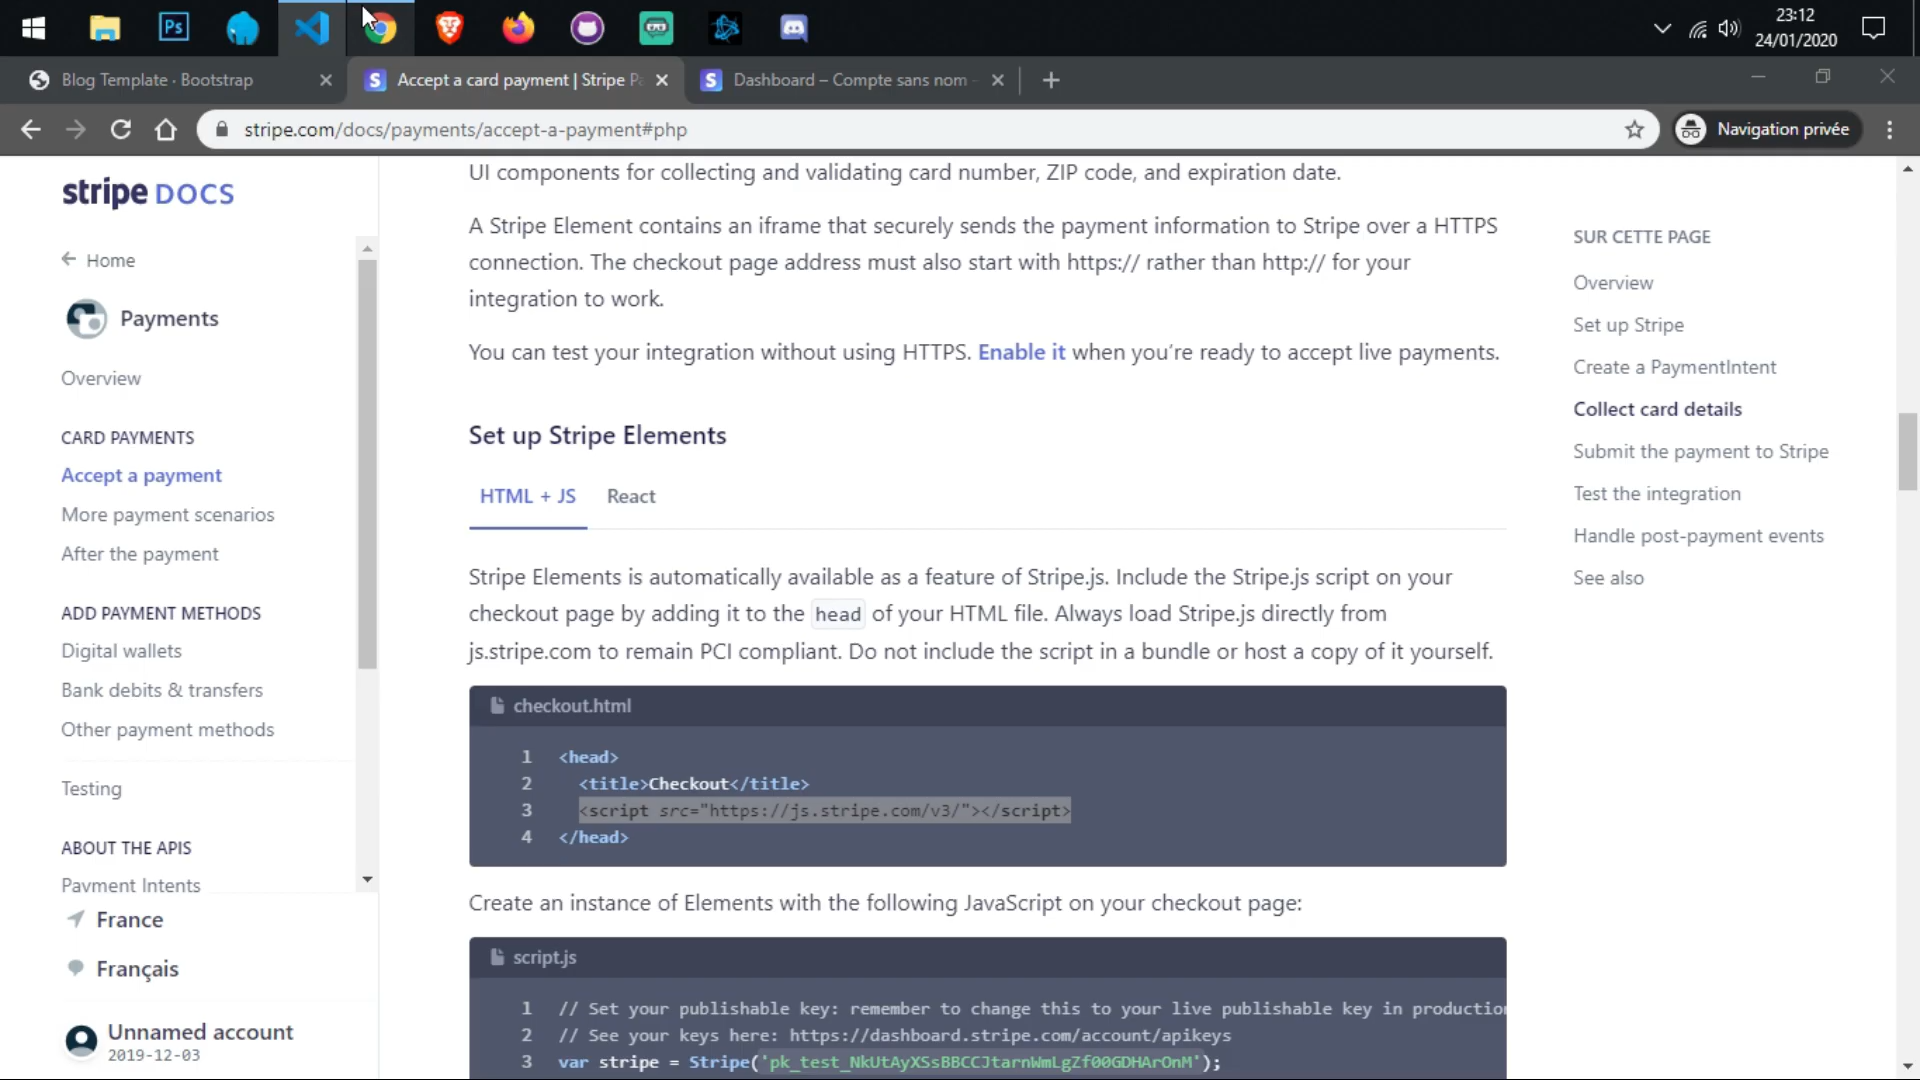 Ps
23:12
24/01/2020
Blog Template · Bootstrap
Accept a card payment | Stripe Pa
Dashboard – Compte sans nom -
stripe.com/docs/payments/accept-a-payment#php
Navigation privée
stripe DOCS
Home
Payments
Overview
CARD PAYMENTS
Accept a payment
More payment scenarios
After the payment
ADD PAYMENT METHODS
Digital wallets
Bank debits & transfers
Other payment methods
Testing
ABOUT THE APIS
Payment Intents
France
Français
Unnamed account
2019-12-03
UI components for collecting and validating card number, ZIP code, and expiration date.
A Stripe Element contains an iframe that securely sends the payment information to Stripe over a HTTPS
connection. The checkout page address must also start with https:// rather than http:// for your
integration to work.
You can test your integration without using HTTPS. Enable it when you’re ready to accept live payments.
Set up Stripe Elements
HTML + JS React
Stripe Elements is automatically available as a feature of Stripe.js. Include the Stripe.js script on your
checkout page by adding it to the head of your HTML file. Always load Stripe.js directly from
js.stripe.com to remain PCI compliant. Do not include the script in a bundle or host a copy of it yourself.
checkout.html
1 <head>
2 <title>Checkout</title>
3 <script src="https://js.stripe.com/v3/"></script>
4 </head>
Create an instance of Elements with the following JavaScript on your checkout page:
script.js
1 // Set your publishable key: remember to change this to your live publishable key in production
2 // See your keys here: https://dashboard.stripe.com/account/apikeys
3 var stripe = Stripe('pk_test_NkUtAyXSsBBCCJtarnWmLgZf00GDHArOnM');
SUR CETTE PAGE
Overview
Set up Stripe
Create a PaymentIntent
Collect card details
Submit the payment to Stripe
Test the integration
Handle post-payment events
See also